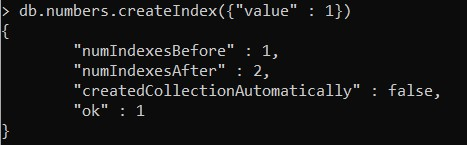 > db.numbers.createIndex({"value" : 1})
{
        "numIndexesBefore" : 1,
        "numIndexesAfter" : 2,
        "createdCollectionAutomatically" : false,
        "ok" : 1
}